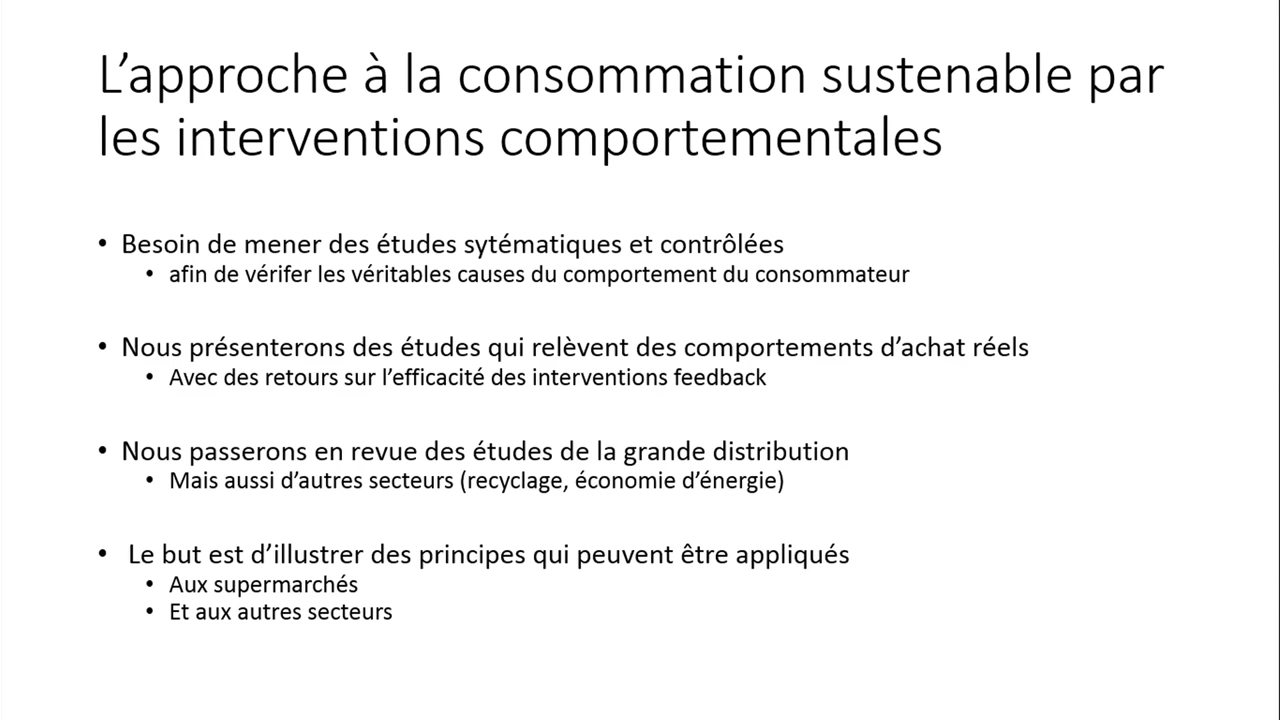 L’approche à la consommation sustenable par
les interventions comportementales
• Besoin de mener des études sytématiques et contrôlées
• afin de vérifer les véritables causes du comportement du consommateur
• Nous présenterons des études qui relèvent des comportements d’achat réels
• Avec des retours sur l’efficacité des interventions feedback
• Nous passerons en revue des études de la grande distribution
• Mais aussi d’autres secteurs (recyclage, économie d’énergie)
• Le but est d’illustrer des principes qui peuvent être appliqués
• Aux supermarchés
• Et aux autres secteurs